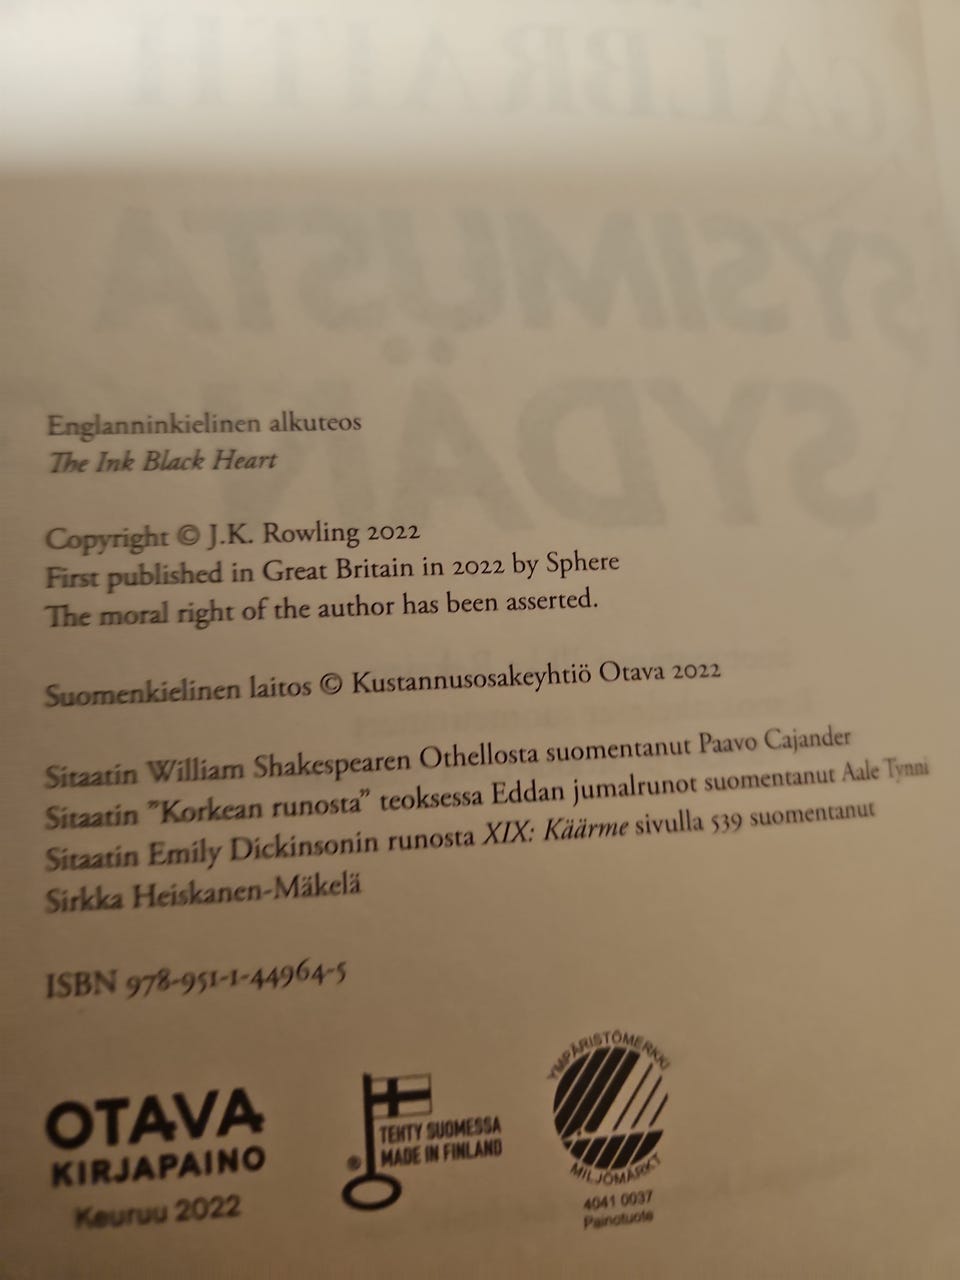 GALBRAITH
SYSIMUSTA
SYDÄN
Englanninkielinen alkuteos
The Ink Black Heart
Copyright © J.K. Rowling 2022
First published in Great Britain in 2022 by Sphere
The moral right of the author has been asserted.
Suomenkielinen laitos © Kustannusosakeyhtiö Otava 2022
Sitaatin William Shakespearen Othellosta suomentanut Paavo Cajander
Sitaatin ”Korkean runosta” teoksessa Eddan jumalrunot suomentanut Aale Tynni
Sitaatin Emily Dickinsonin runosta XIX: Käärme sivulla 539 suomentanut
Sirkka Heiskanen-Mäkelä
ISBN 978-951-1-44964-5
OTAVA
KIRJAPAINO
Keuruu 2022
TEHTY SUOMESSA
® MADE IN FINLAND
YMPÄRISTÖMERKKI
MILJÖMÄRKT
4041 0037
Painotuote